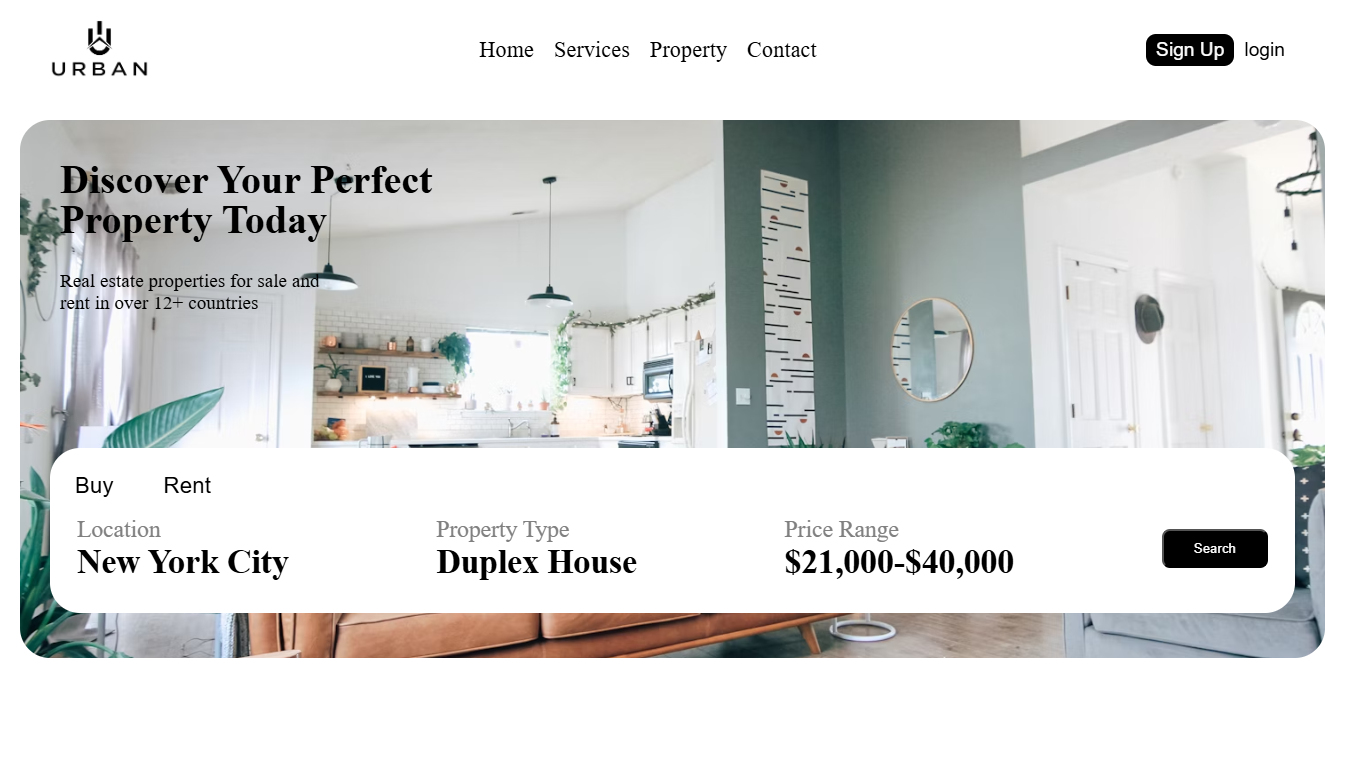 URBAN
Home Services Property Contact
Sign Up login
Discover Your Perfect
Property Today
Real estate properties for sale and
rent in over 12+ countries
Buy Rent
Location Property Type Price Range
New York City Duplex House $21,000-$40,000
Search